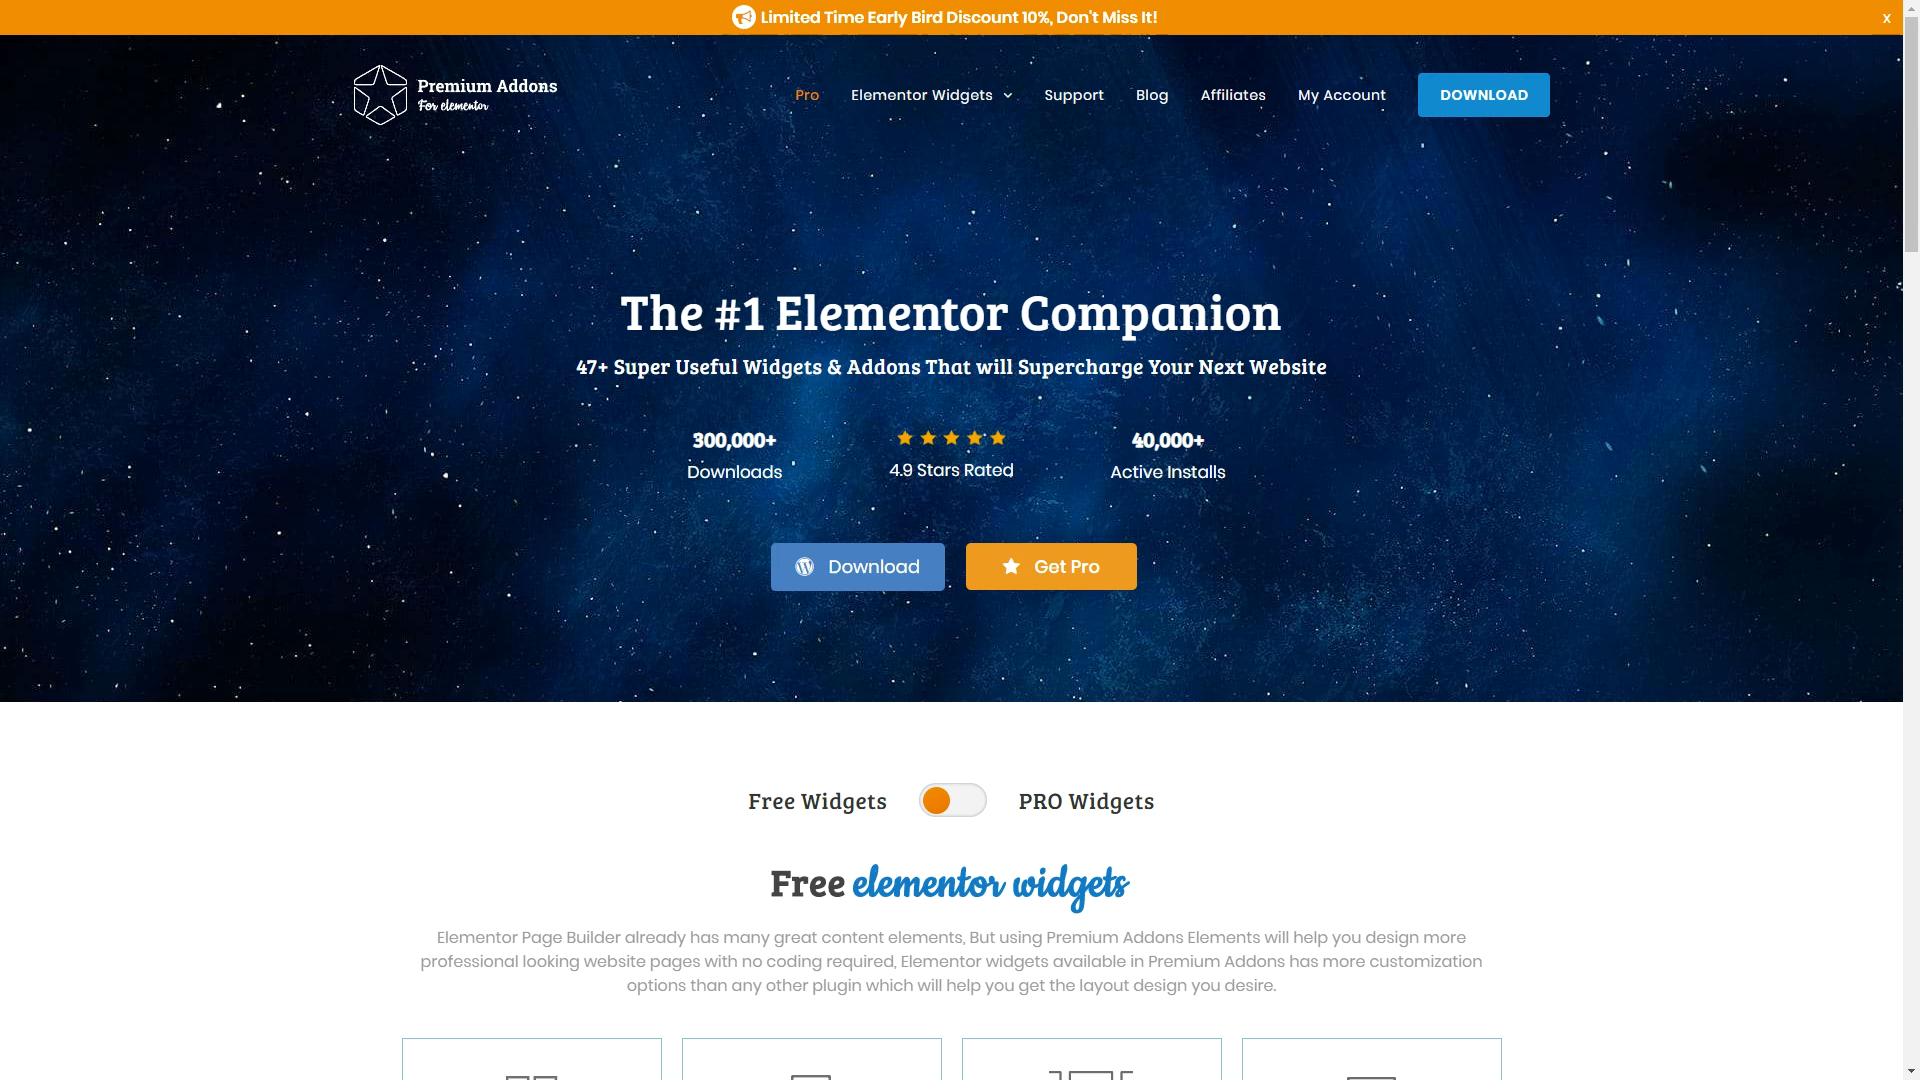 Limited Time Early Bird Discount 10%, Don't Miss It!
x
Premium Addons
For elementor
Pro
Elementor Widgets
Support
Blog
Affiliates
My Account
DOWNLOAD
The #1 Elementor Companion
47+ Super Useful Widgets & Addons That will Supercharge Your Next Website
300,000+
Downloads
4.9 Stars Rated
40,000+
Active Installs
Download
Get Pro
Free Widgets
PRO Widgets
Free elementor widgets
Elementor Page Builder already has many great content elements, But using Premium Addons Elements will help you design more
professional looking website pages with no coding required, Elementor widgets available in Premium Addons has more customization
options than any other plugin which will help you get the layout design you desire.